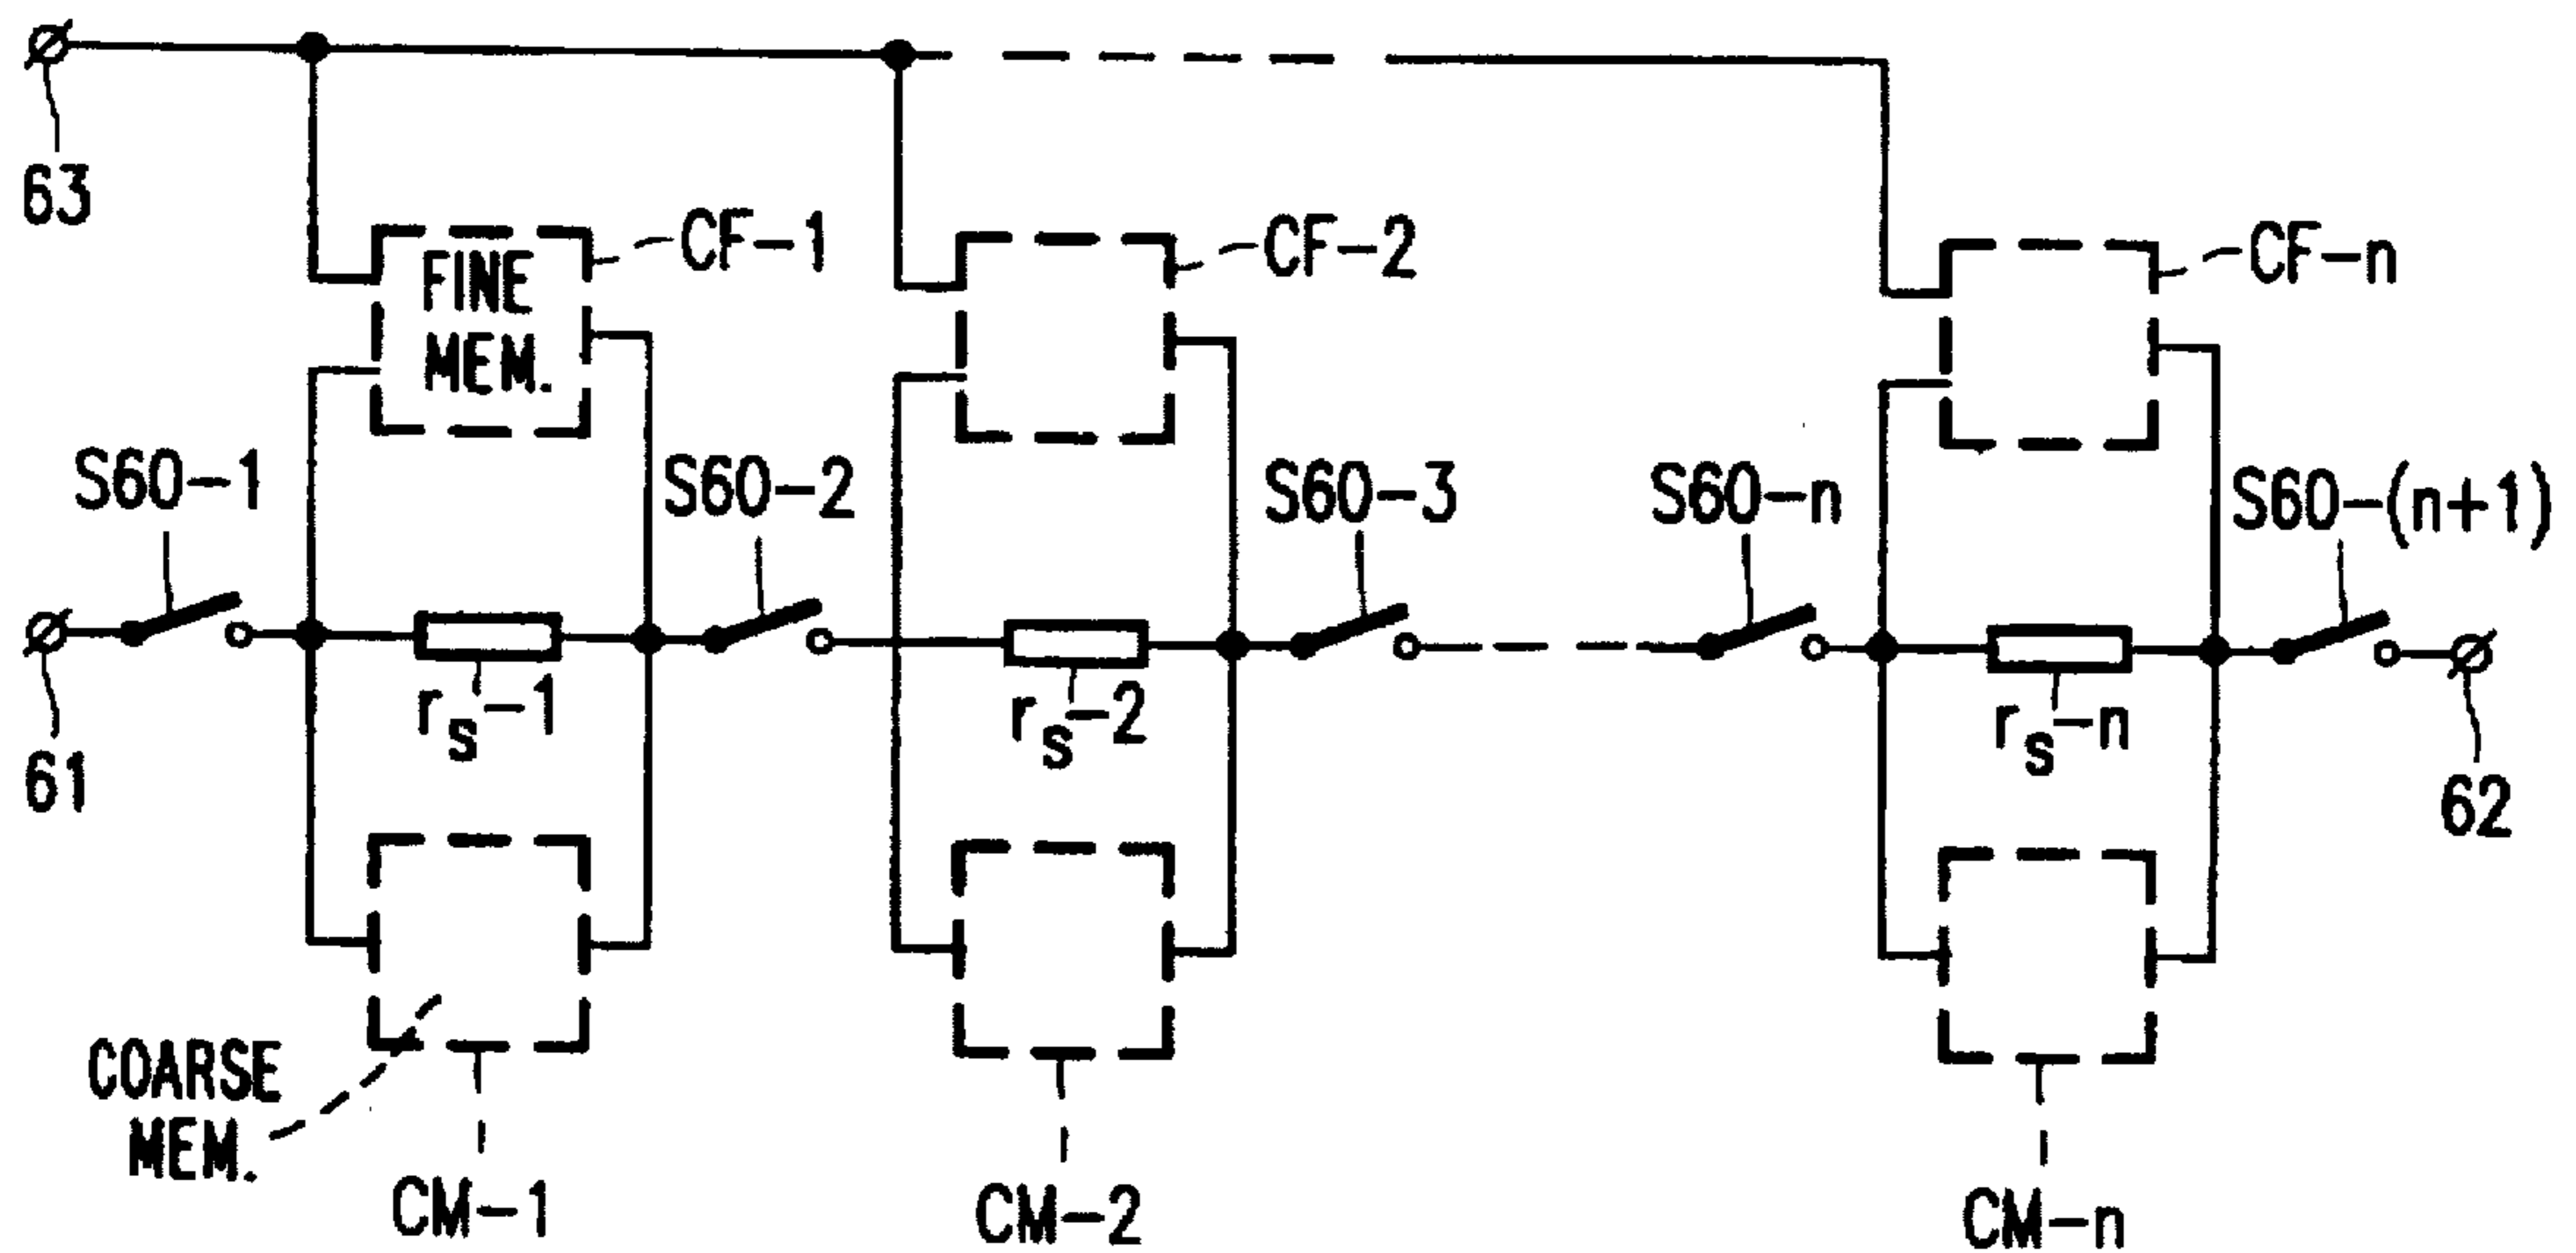 63
CF-1
CF-2
CF-n
FINE
MEM.
S60-1
S60-2
S60-3
S60-n
S60-(n+1)
rs-1
rs-2
rs-n
61
62
COARSE
MEM.
CM-1
CM-2
CM-n